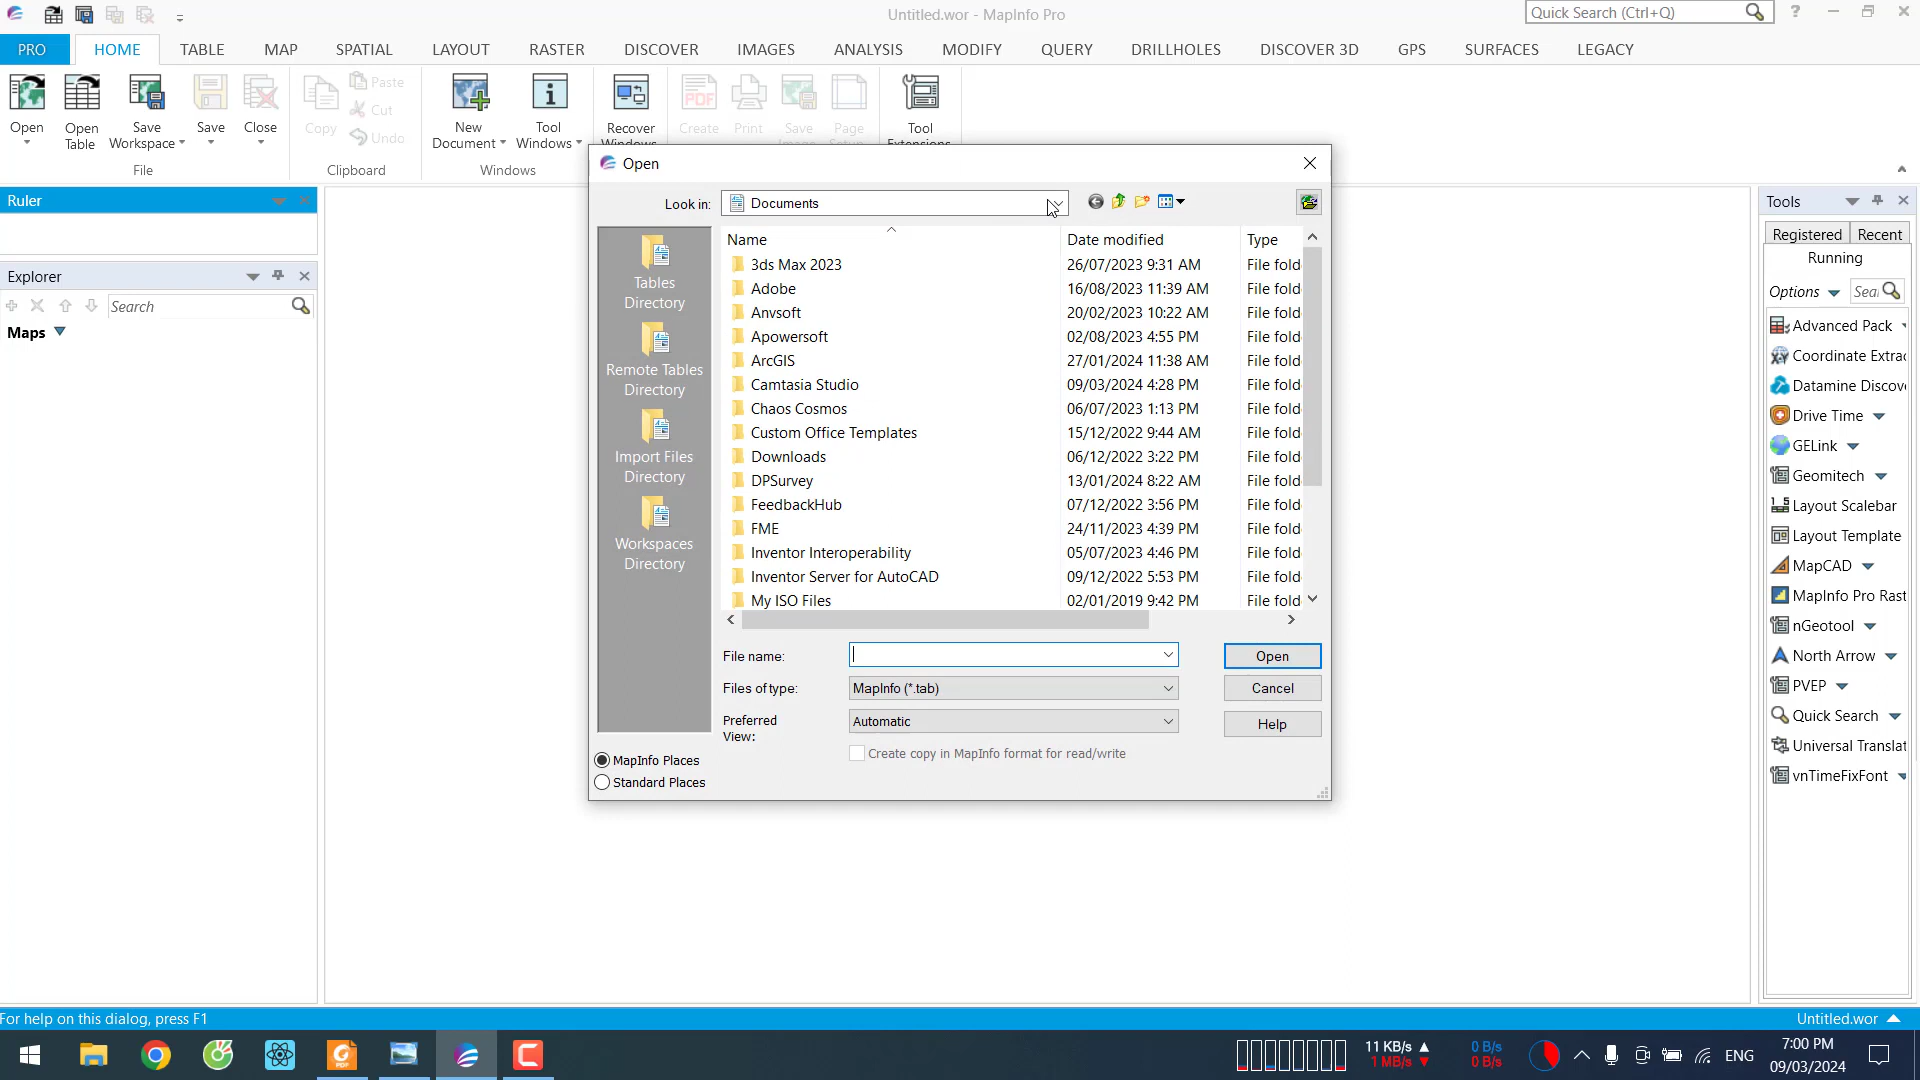 Untitled.wor - MapInfo Pro
Quick Search (Ctrl+Q)
PRO HOME TABLE MAP SPATIAL LAYOUT RASTER DISCOVER IMAGES ANALYSIS MODIFY QUERY DRILLHOLES DISCOVER 3D GPS SURFACES LEGACY
Open
Open Table
Save Workspace
Save
Close
File
Copy
Paste
Cut
Undo
Clipboard
New Document
Tool Windows
Windows
Recover Windows
Create
Print
Save Image
Page Setup
Tool Extensions
Ruler
Explorer
Search
Maps
Open
Look in: Documents
Tables Directory
Remote Tables Directory
Import Files Directory
Workspaces Directory
Name Date modified Type
3ds Max 2023 26/07/2023 9:31 AM File fold
Adobe 16/08/2023 11:39 AM File fold
Anvsoft 20/02/2023 10:22 AM File fold
Apowersoft 02/08/2023 4:55 PM File fold
ArcGIS 27/01/2024 11:38 AM File fold
Camtasia Studio 09/03/2024 4:28 PM File fold
Chaos Cosmos 06/07/2023 1:13 PM File fold
Custom Office Templates 15/12/2022 9:44 AM File fold
Downloads 06/12/2022 3:22 PM File fold
DPSurvey 13/01/2024 8:22 AM File fold
FeedbackHub 07/12/2022 3:56 PM File fold
FME 24/11/2023 4:39 PM File fold
Inventor Interoperability 05/07/2023 4:46 PM File fold
Inventor Server for AutoCAD 09/12/2022 5:53 PM File fold
My ISO Files 02/01/2019 9:42 PM File fold
File name:
Open
Files of type: MapInfo (*.tab)
Cancel
Preferred View: Automatic
Help
Create copy in MapInfo format for read/write
MapInfo Places
Standard Places
Tools
Registered Recent
Running
Options Sea
Advanced Pack
Coordinate Extrac
Datamine Discov
Drive Time
GELink
Geomitech
Layout Scalebar
Layout Template
MapCAD
MapInfo Pro Rast
nGeotool
North Arrow
PVEP
Quick Search
Universal Translat
vnTimeFixFont
For help on this dialog, press F1
Untitled.wor
11 KB/s
1 MB/s
0 B/s
0 B/s
ENG
7:00 PM
09/03/2024